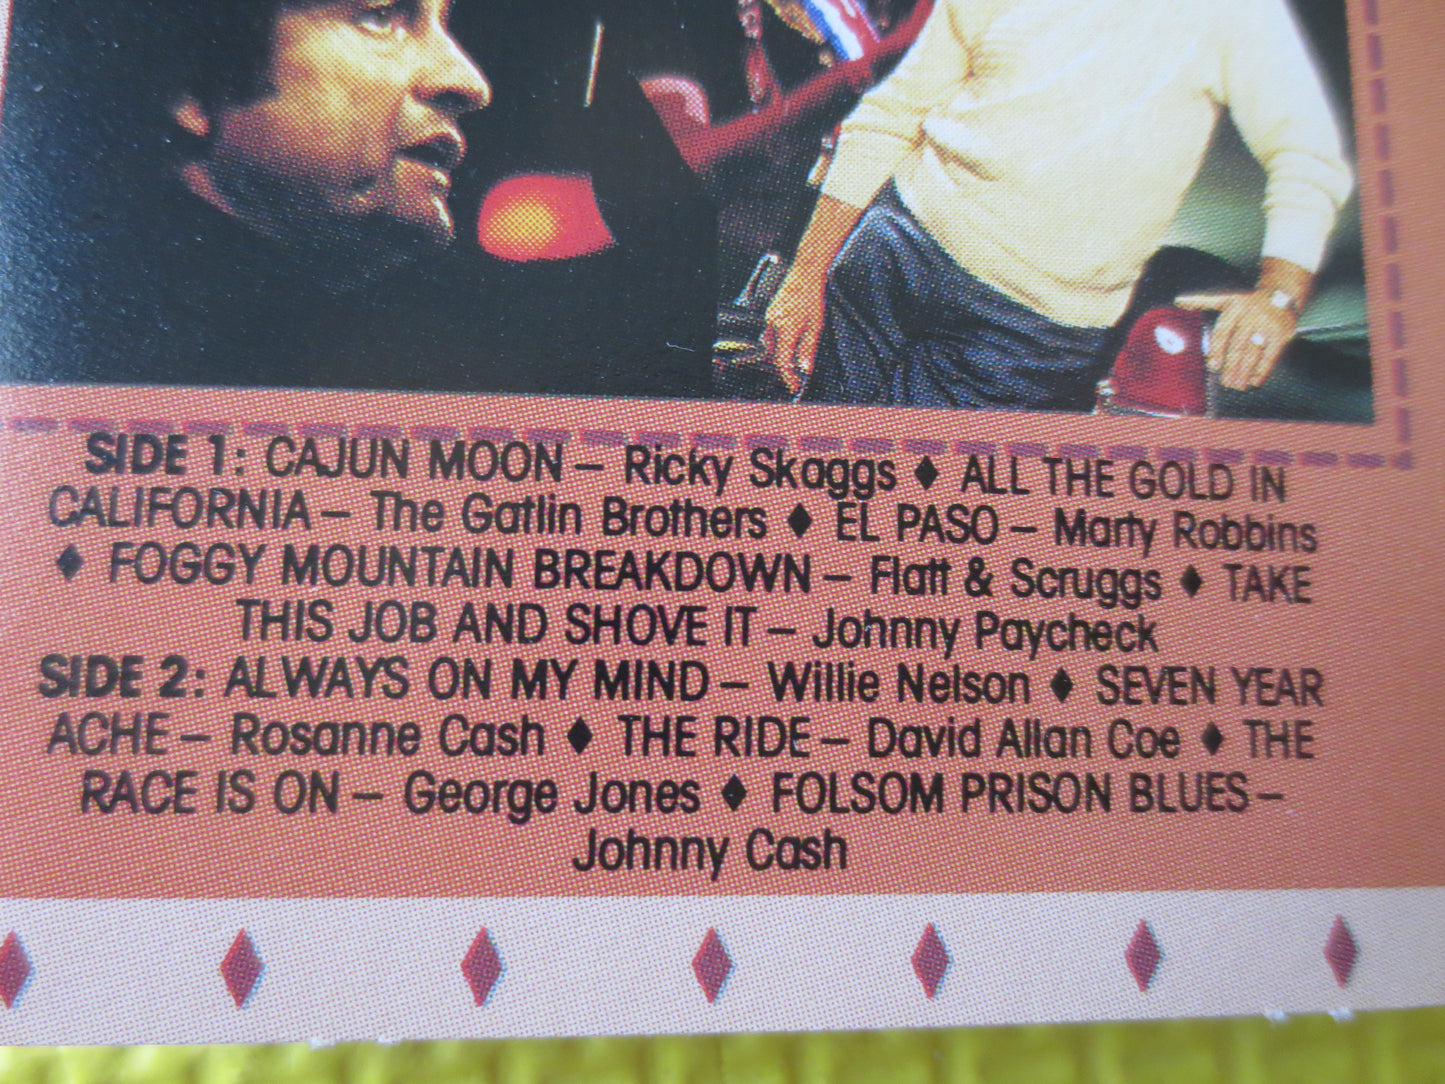 SIDE 1: CAJUN MOON – Ricky Skaggs ♦ ALL THE GOLD IN
CALIFORNIA – The Gatlin Brothers ♦ EL PASO – Marty Robbins
♦ FOGGY MOUNTAIN BREAKDOWN – Flatt & Scruggs ♦ TAKE
THIS JOB AND SHOVE IT – Johnny Paycheck
SIDE 2: ALWAYS ON MY MIND – Willie Nelson ♦ SEVEN YEAR
ACHE – Rosanne Cash ♦ THE RIDE – David Allan Coe ♦ THE
RACE IS ON – George Jones ♦ FOLSOM PRISON BLUES –
Johnny Cash